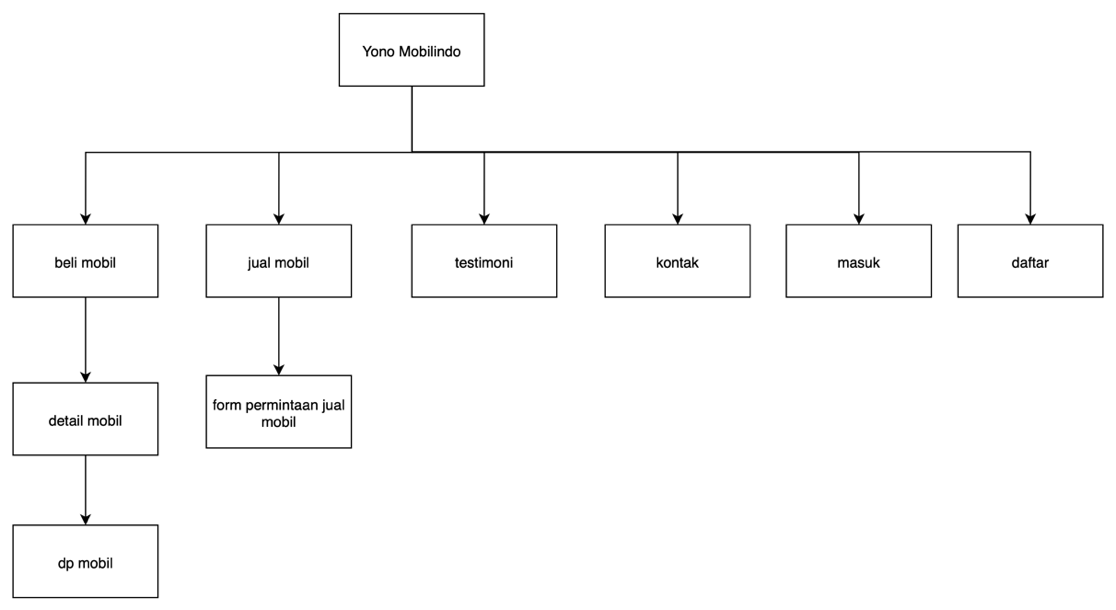 Yono Mobilindo
beli mobil
jual mobil
testimoni
kontak
masuk
daftar
detail mobil
form permintaan jual
mobil
dp mobil